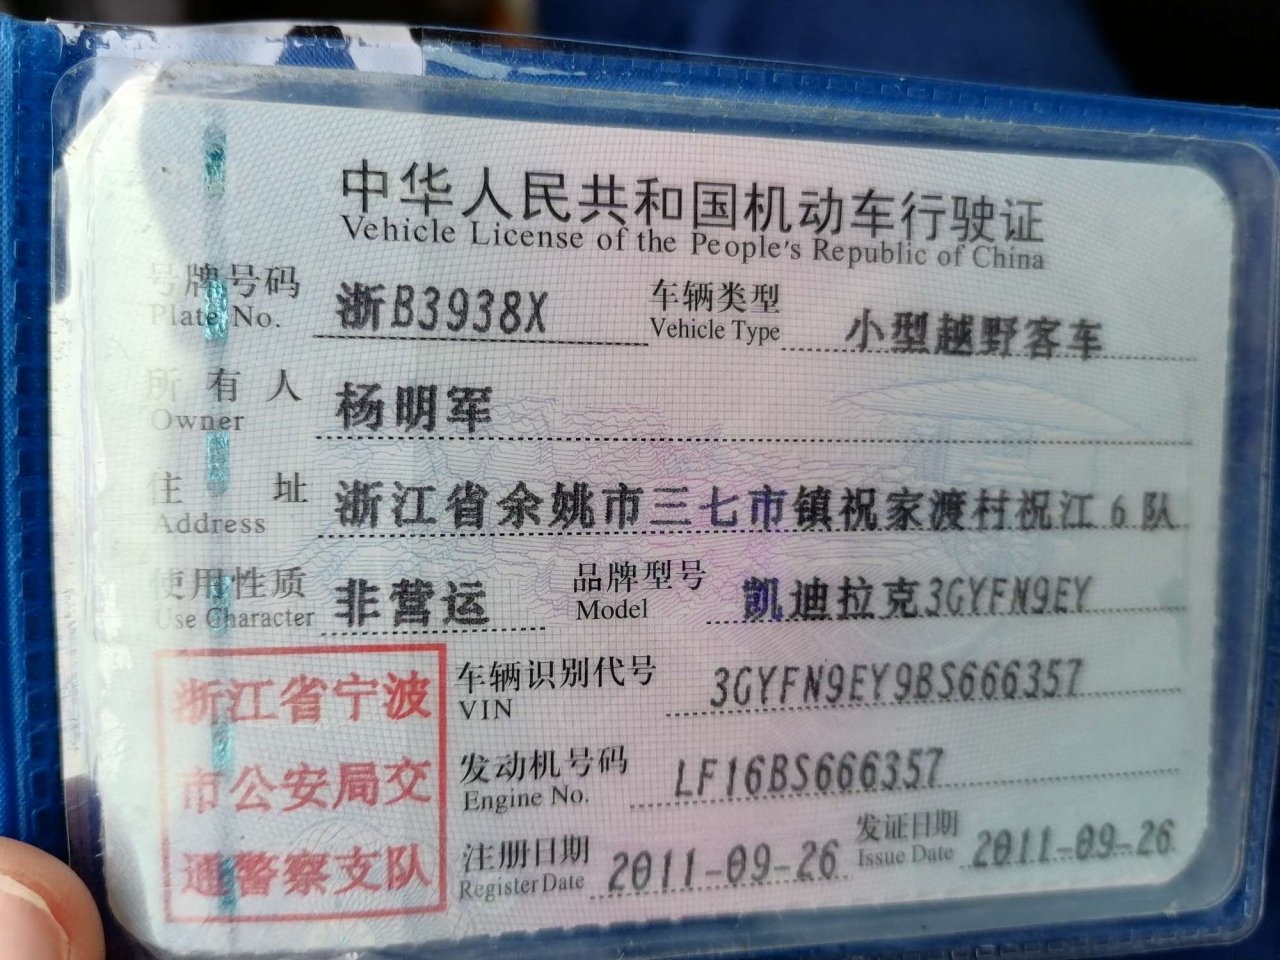 中华人民共和国机动车行驶证
Vehicle License of the People's Republic of China
号牌号码 浙B3938X 车辆类型 小型越野客车
Plate No. Vehicle Type
所有人 杨明军
Owner
住址 浙江省余姚市三七市镇祝家渡村祝江6队
Address
使用性质 非营运 品牌型号 凯迪拉克3GYFN9EY
Use Character Model
浙江省宁波
市公安局交
通警察支队
车辆识别代号 3GYFN9EY9BS666357
VIN
发动机号码 LF16BS666357
Engine No.
注册日期 2011-09-26 发证日期 2011-09-26
Register Date Issue Date